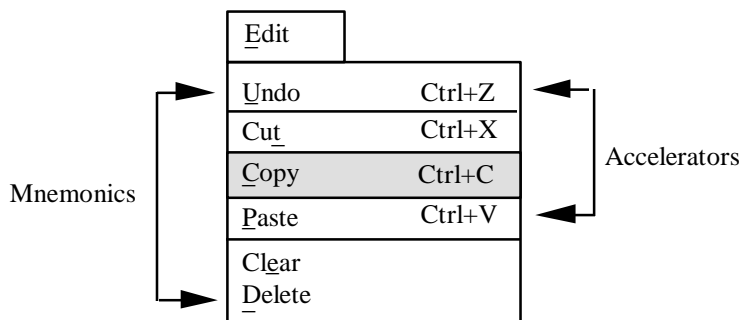 Edit
Undo Ctrl+Z
Cut Ctrl+X
Copy Ctrl+C
Accelerators
Mnemonics
Paste Ctrl+V
Clear
Delete